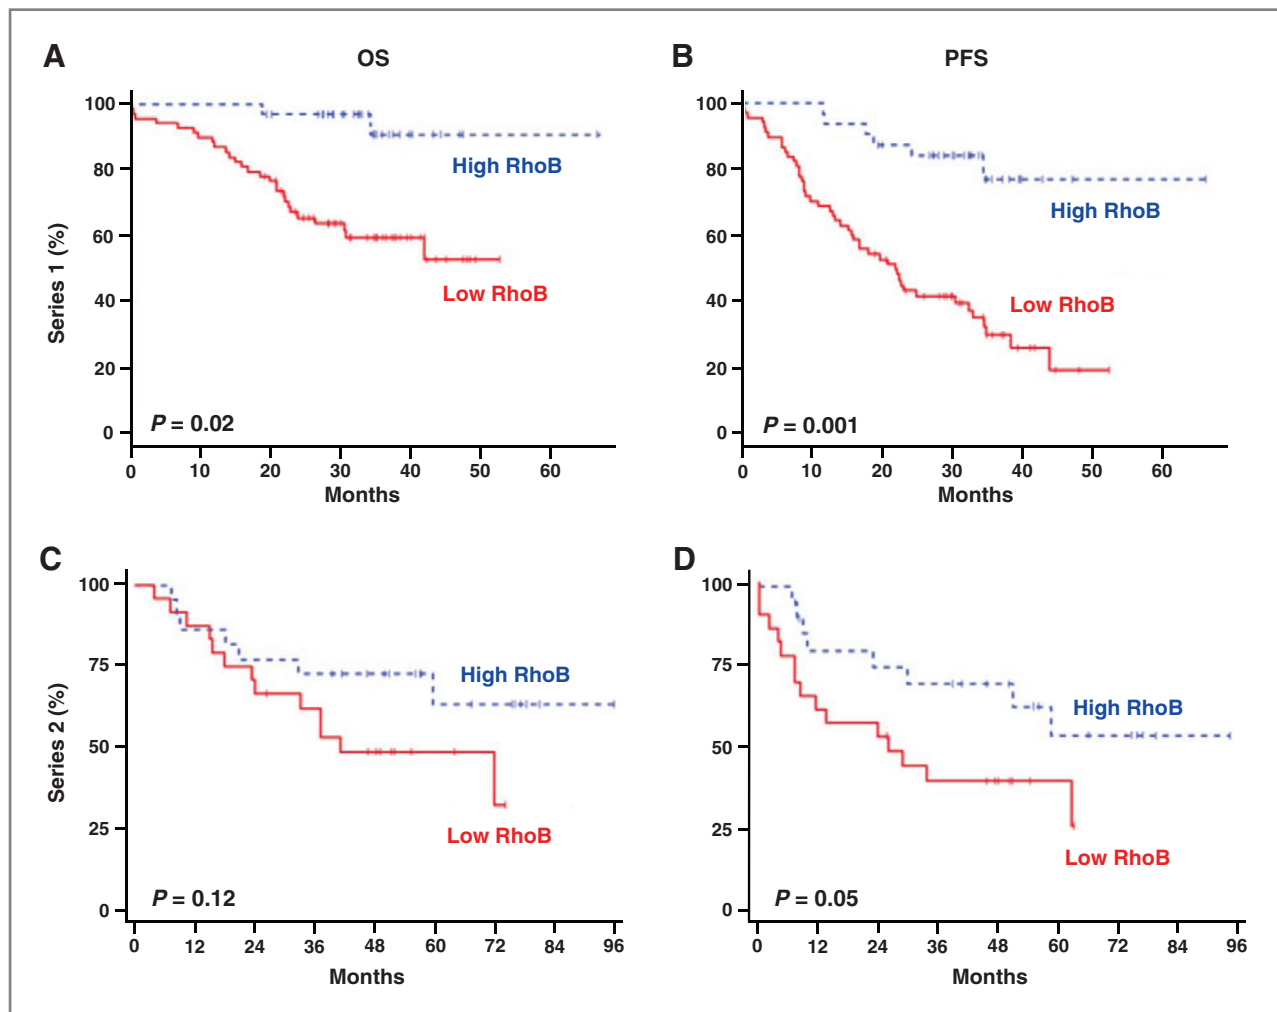 A
OS
B
PFS
100
80
60
40
20
0
Series 1 (%)
High RhoB
Low RhoB
P = 0.02
0 10 20 30 40 50 60
Months
100
80
60
40
20
0
High RhoB
Low RhoB
P = 0.001
0 10 20 30 40 50 60
Months
C
100
75
50
25
0
Series 2 (%)
High RhoB
Low RhoB
P = 0.12
0 12 24 36 48 60 72 84 96
Months
D
100
75
50
25
0
High RhoB
Low RhoB
P = 0.05
0 12 24 36 48 60 72 84 96
Months